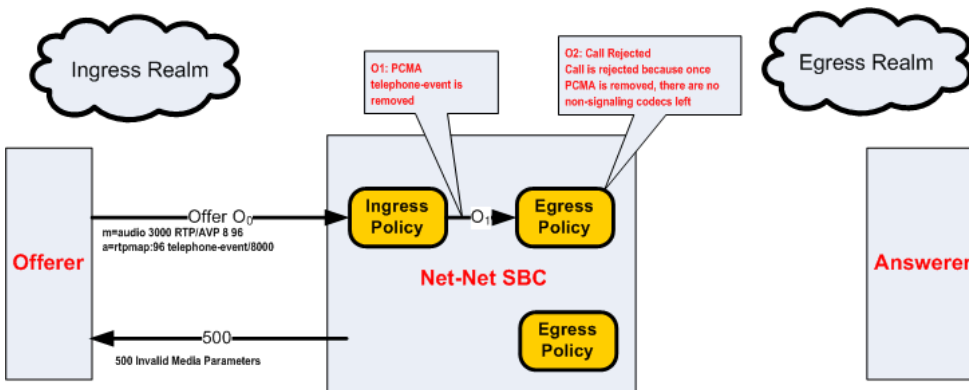 Ingress Realm
Egress Realm
O1: PCMA
telephone-event is
removed
O2: Call Rejected
Call is rejected because once
PCMA is removed, there are no
non-signaling codecs left
Offerer
Offer O0
m=audio 3000 RTP/AVP 8 96
a=rtpmap:96 telephone-event/8000
Ingress
Policy
O1
Egress
Policy
Net-Net SBC
Answerer
500
500 Invalid Media Parameters
Egress
Policy